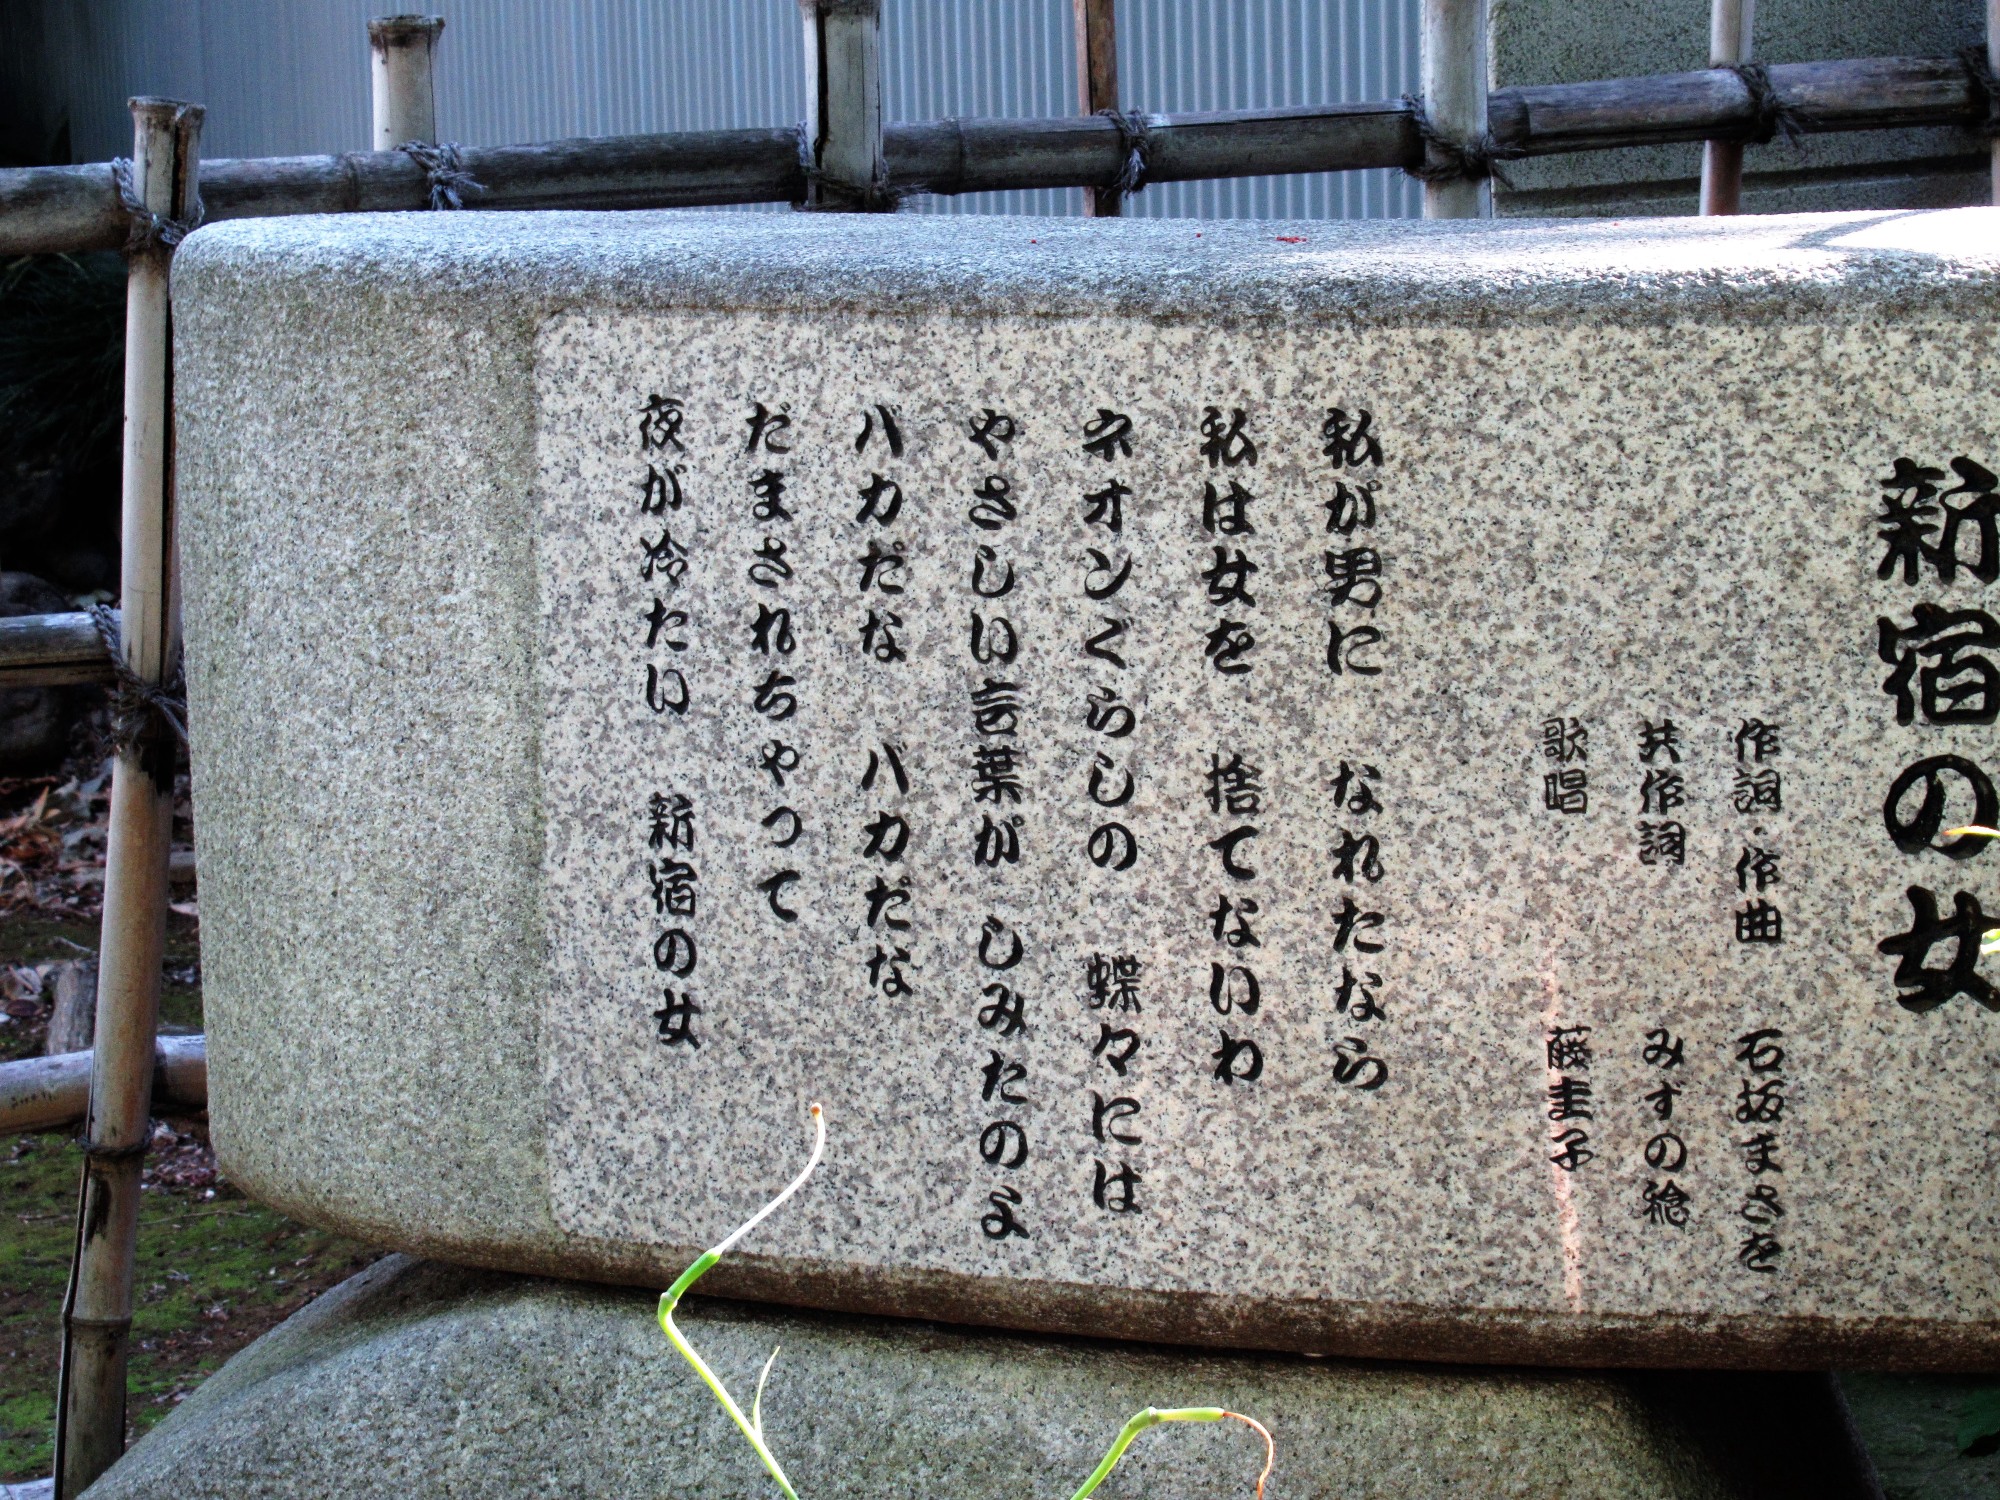 新宿の女
作詞・作曲 石坂まさを
共作詞 みずの稔
歌唱 藤圭子
私が男に なれたなら
私は女を 捨てないわ
ネオンぐらしの 蝶々には
やさしい言葉が しみたのよ
バカだな バカだな
だまされちゃって
夜が冷たい 新宿の女